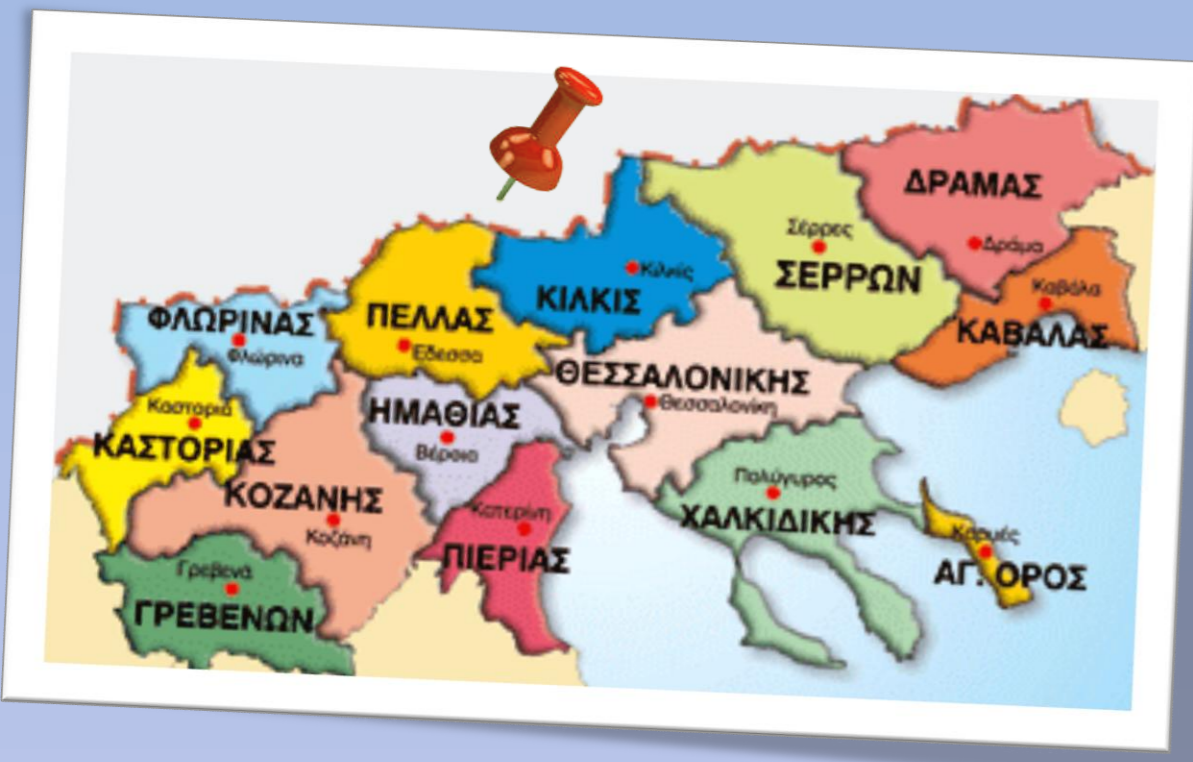 ΔΡΑΜΑΣ
Δράμα
Σέρρες
ΣΕΡΡΩΝ
Καβάλα
ΚΑΒΑΛΑΣ
Κιλκίς
ΚΙΛΚΙΣ
ΠΕΛΛΑΣ
Εδεσσα
ΦΛΩΡΙΝΑΣ
Φλώρινα
ΘΕΣΣΑΛΟΝΙΚΗΣ
Θεσσαλονίκη
ΗΜΑΘΙΑΣ
Βέροια
Καστοριά
ΚΑΣΤΟΡΙΑΣ
ΚΟΖΑΝΗΣ
Κοζάνη
Κατερίνη
ΠΙΕΡΙΑΣ
Πολύγυρος
ΧΑΛΚΙΔΙΚΗΣ
Καρυές
ΑΓ. ΟΡΟΣ
Γρεβενά
ΓΡΕΒΕΝΩΝ